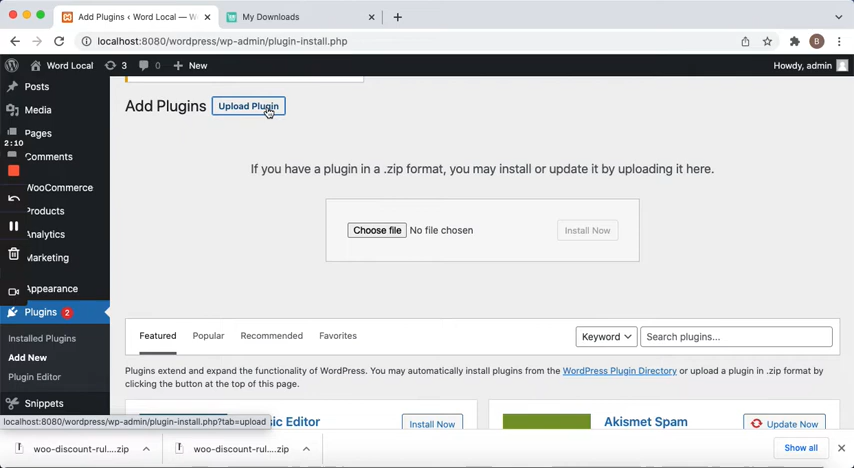 Add Plugins ‹ Word Local — W
My Downloads
localhost:8080/wordpress/wp-admin/plugin-install.php
B
Word Local
3
0
New
Howdy, admin
Posts
Media
Pages
2:10
Comments
WooCommerce
Products
Analytics
Marketing
Appearance
Plugins 2
Installed Plugins
Add New
Plugin Editor
Snippets
Add Plugins
Upload Plugin
If you have a plugin in a .zip format, you may install or update it by uploading it here.
Choose file No file chosen
Install Now
Featured
Popular
Recommended
Favorites
Keyword
Search plugins...
Plugins extend and expand the functionality of WordPress. You may automatically install plugins from the WordPress Plugin Directory or upload a plugin in .zip format by
clicking the button at the top of this page.
sic Editor
Install Now
Akismet Spam
Update Now
localhost:8080/wordpress/wp-admin/plugin-install.php?tab=upload
woo-discount-rul....zip
woo-discount-rul....zip
Show all